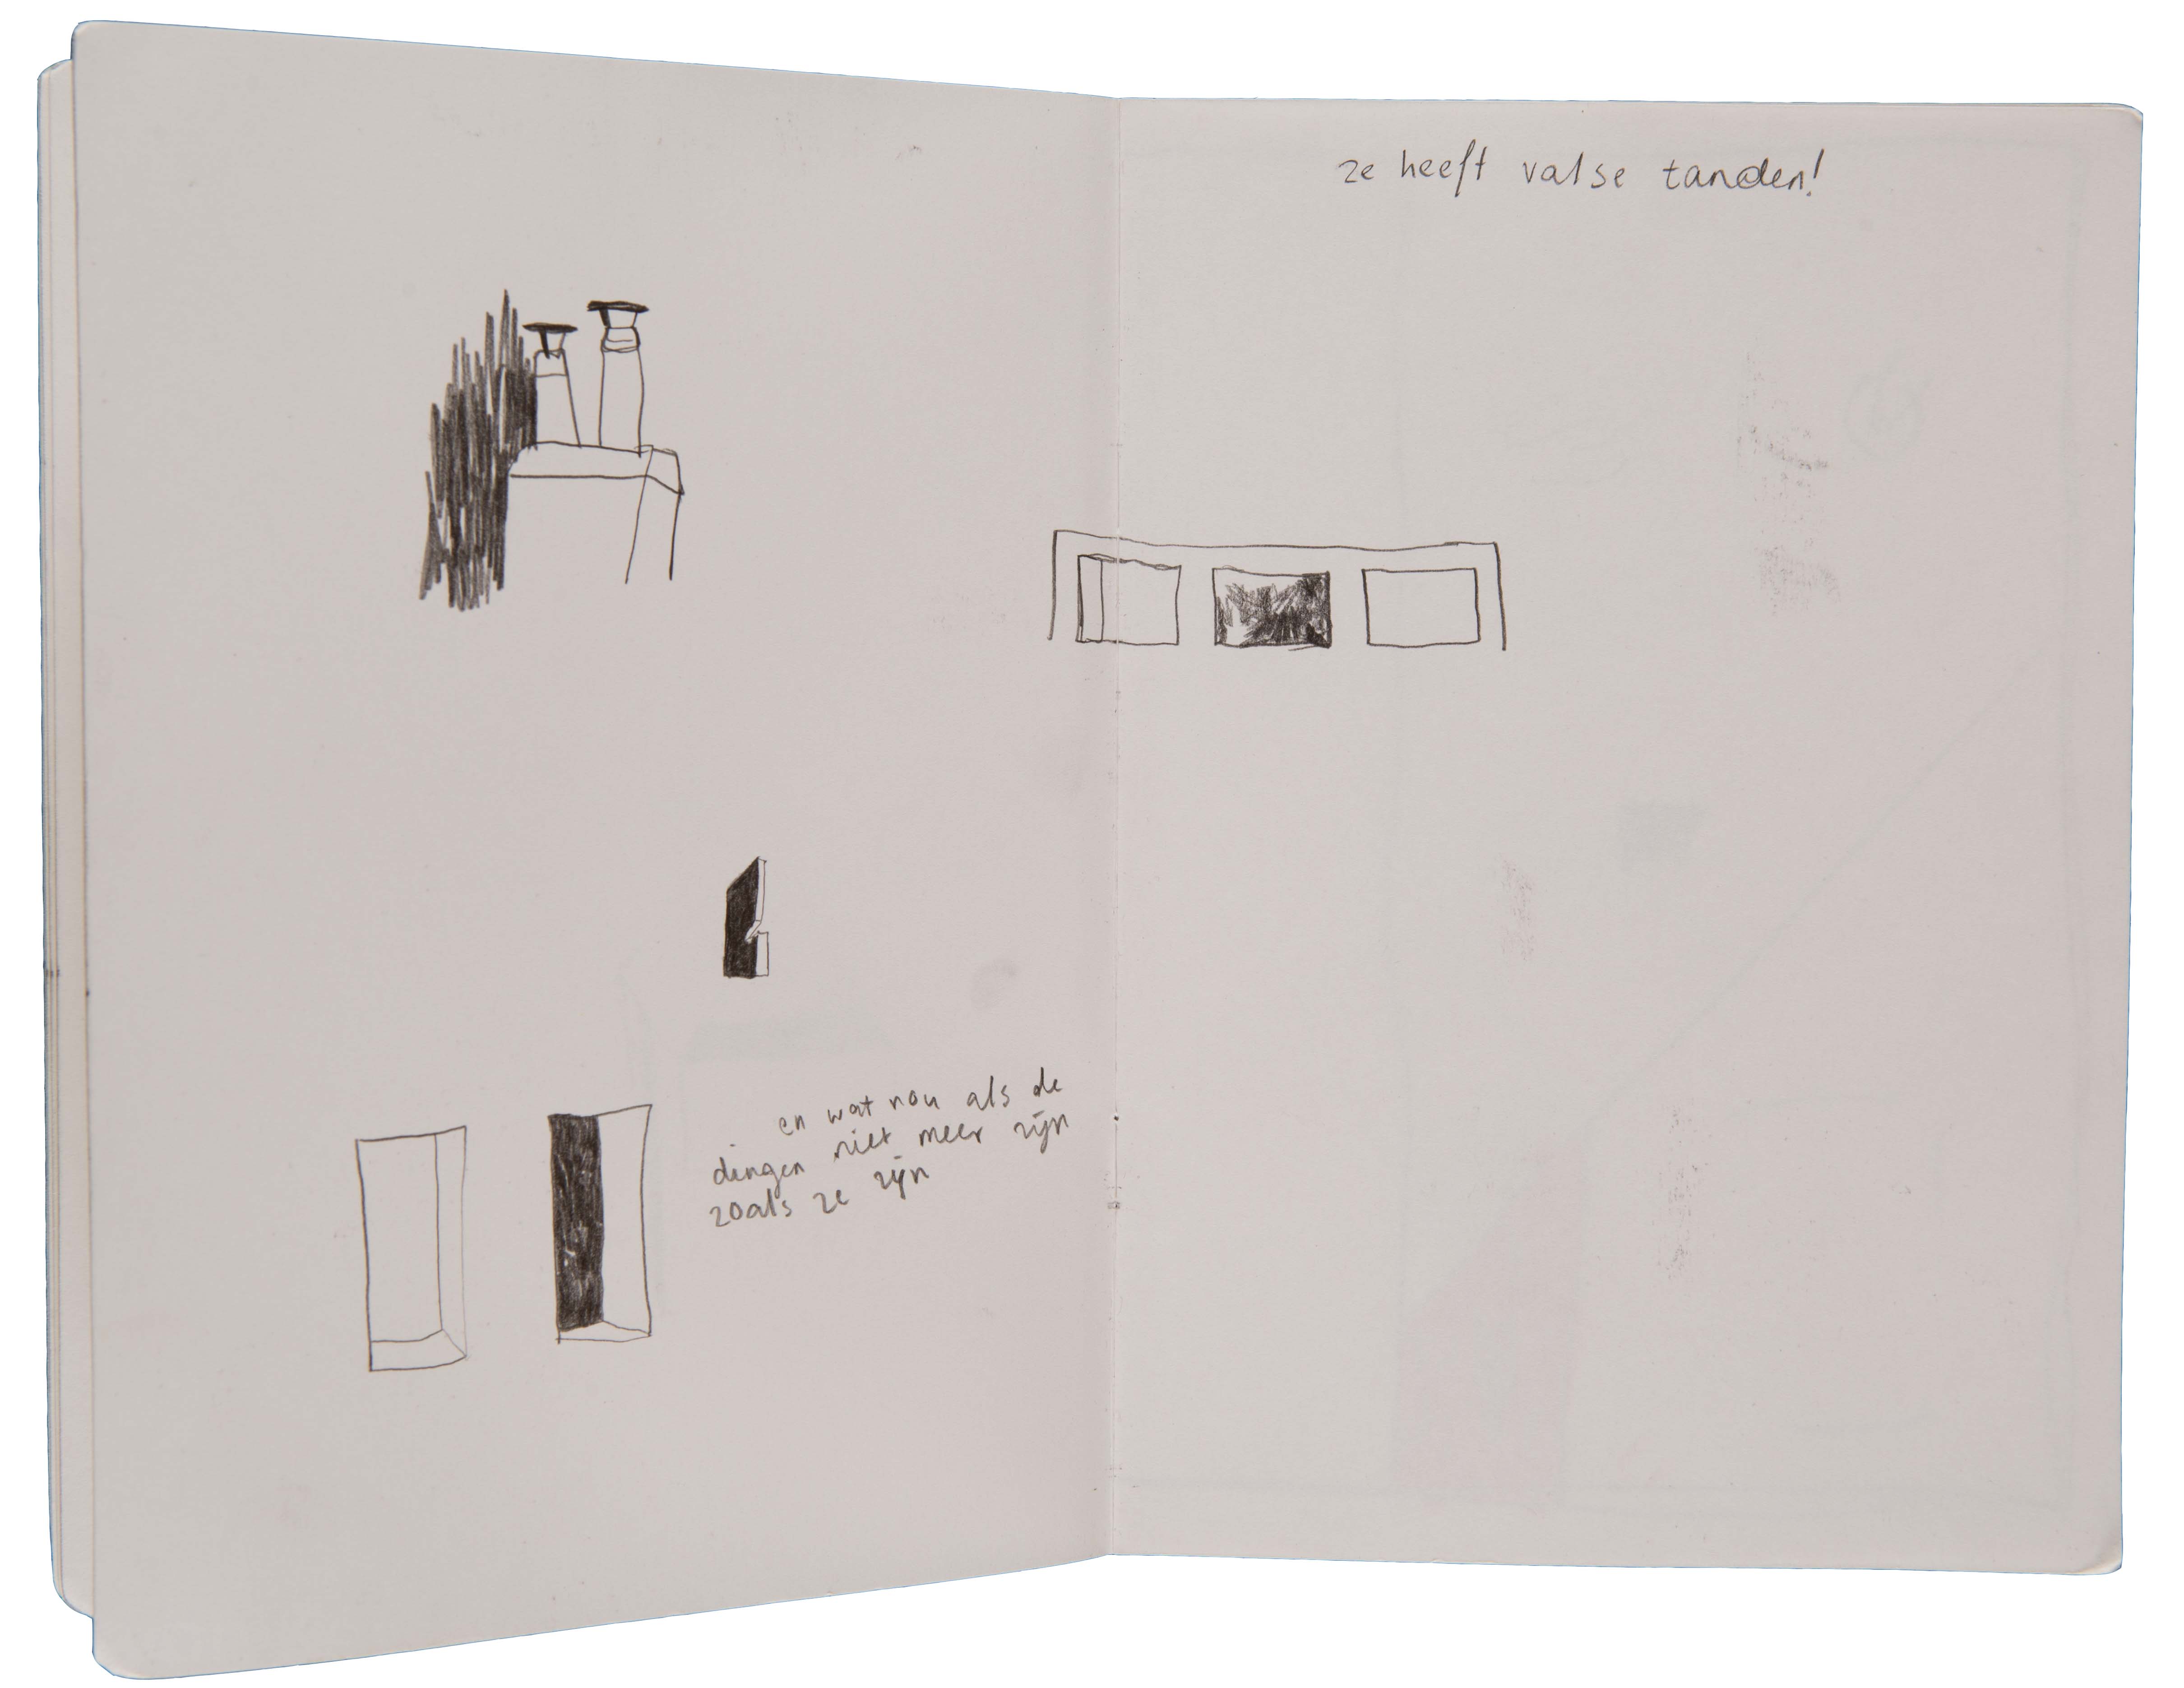 en wat nou als de
dingen niet meer zijn
zoals ze zijn
ze heeft valse tanden!